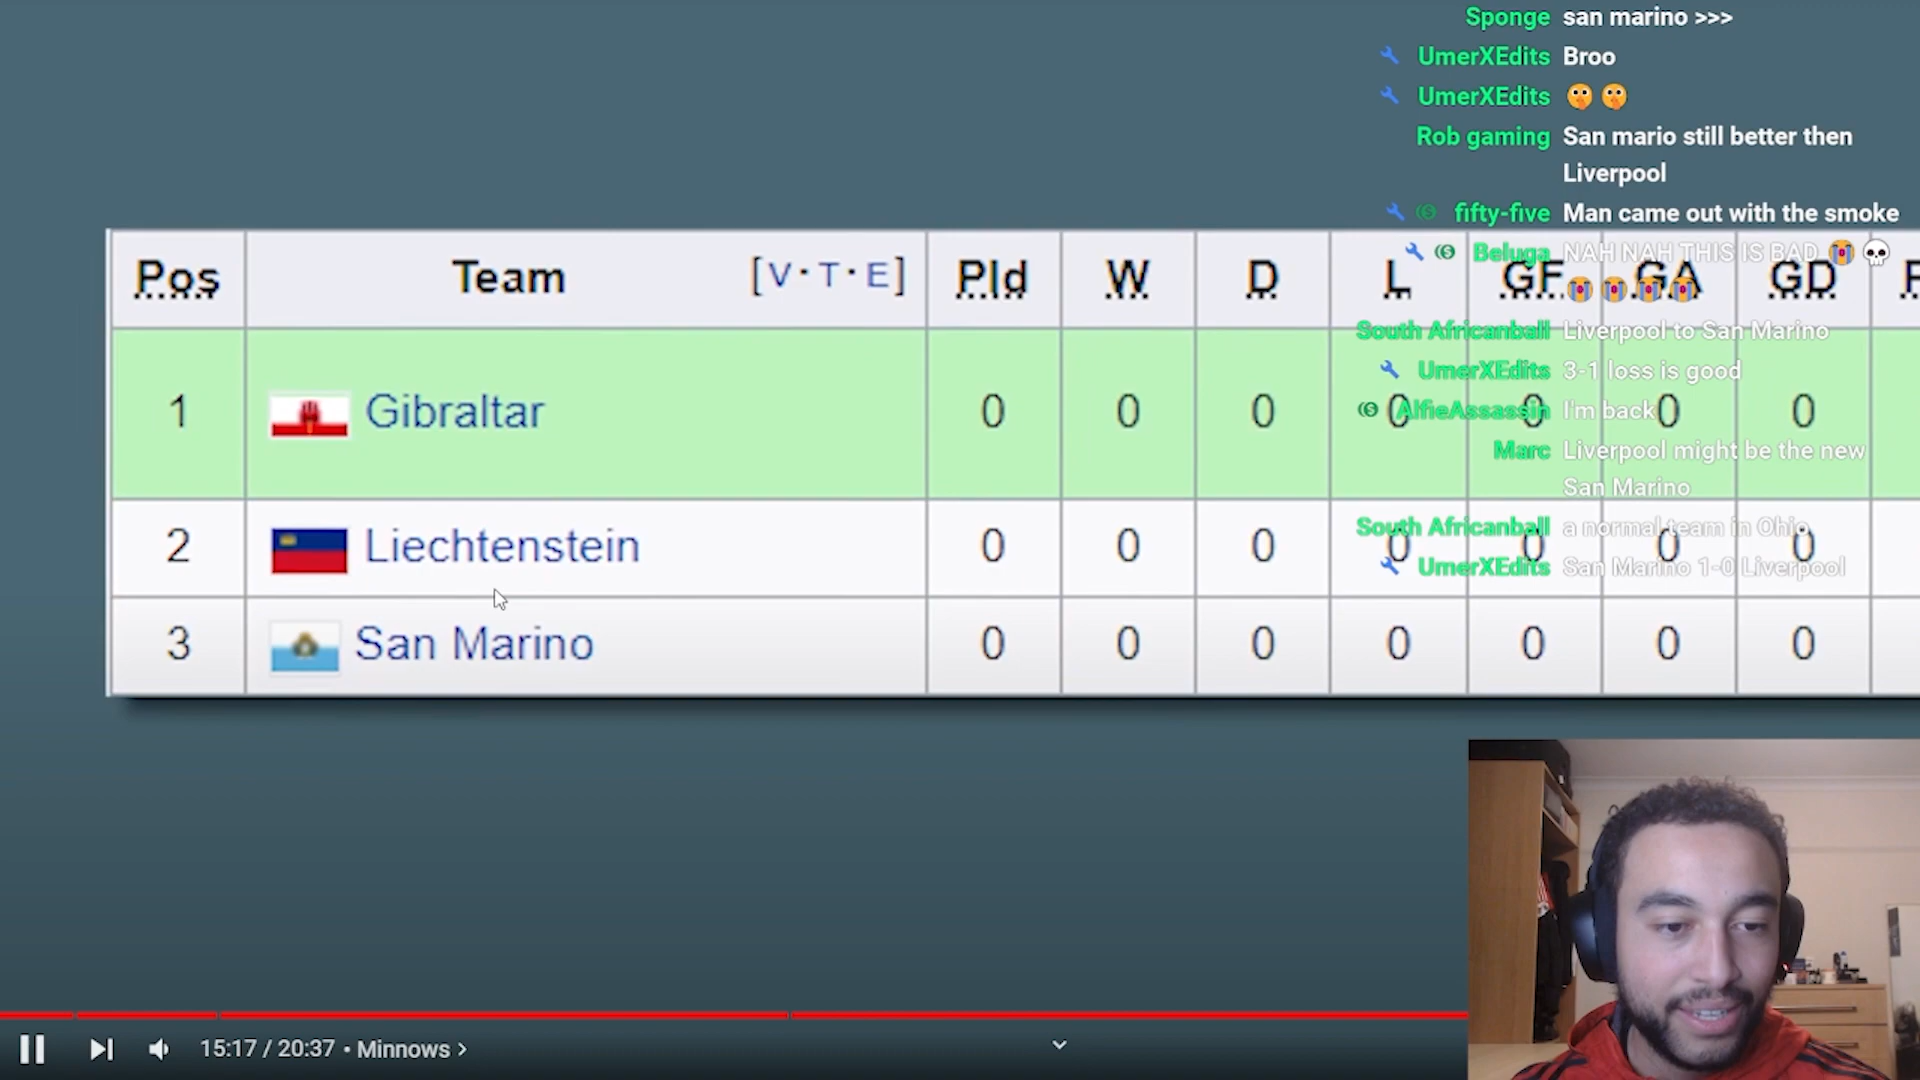 Sponge san marino >>>
UmerXEdits Broo
UmerXEdits
Rob gaming San mario still better then
Liverpool
fifty-five Man came out with the smoke
Beluga NAH NAH THIS IS BAD
South Africanball Liverpool to San Marino
UmerXEdits 3-1 loss is good
AlfieAssassin I'm back
Marc Liverpool might be the new
San Marino
South Africanball a normal team in Ohio
UmerXEdits San Marino 1-0 Liverpool
Pos Team [V·T·E] Pld W D L GF GA GD
1 Gibraltar 0 0 0 0 0 0 0
2 Liechtenstein 0 0 0 0 0 0 0
3 San Marino 0 0 0 0 0 0 0
15:17 / 20:37 • Minnows >